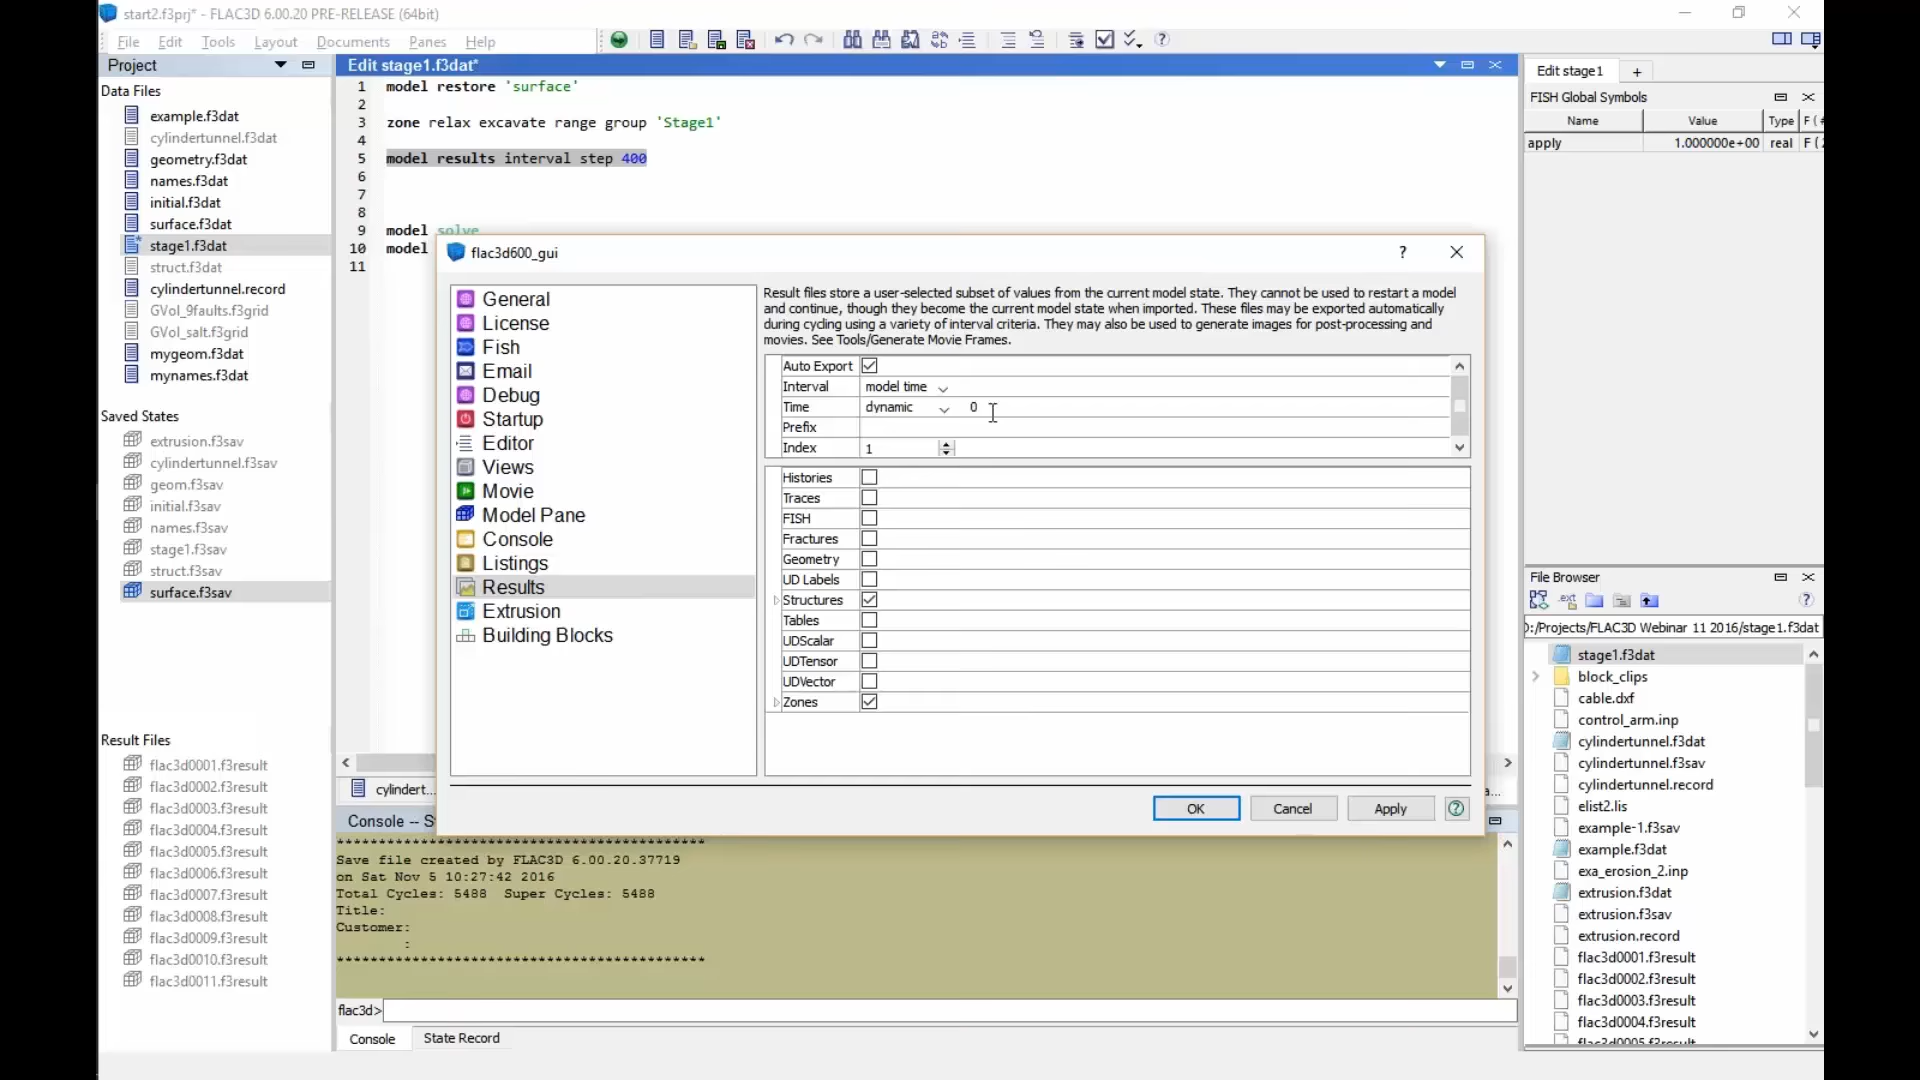 start2.f3prj* - FLAC3D 6.00.20 PRE-RELEASE (64bit)
File Edit Tools Layout Documents Panes Help
Project
Data Files
example.f3dat
cylindertunnel.f3dat
geometry.f3dat
names.f3dat
initial.f3dat
surface.f3dat
stage1.f3dat
struct.f3dat
cylindertunnel.record
GVol_9faults.f3grid
GVol_salt.f3grid
mygeom.f3dat
mynames.f3dat
Saved States
extrusion.f3sav
cylindertunnel.f3sav
geom.f3sav
initial.f3sav
names.f3sav
stage1.f3sav
struct.f3sav
surface.f3sav
Result Files
flac3d0001.f3result
flac3d0002.f3result
flac3d0003.f3result
flac3d0004.f3result
flac3d0005.f3result
flac3d0006.f3result
flac3d0007.f3result
flac3d0008.f3result
flac3d0009.f3result
flac3d0010.f3result
flac3d0011.f3result
Edit stage1.f3dat*
1 model restore 'surface'
2
3 zone relax excavate range group 'Stage1'
4
5 model results interval step 400
6
7
8
9 model solve
10 model
11
flac3d600_gui
?
General
License
Fish
Email
Debug
Startup
Editor
Views
Movie
Model Pane
Console
Listings
Results
Extrusion
Building Blocks
Result files store a user-selected subset of values from the current model state. They cannot be used to restart a model
and continue, though they become the current model state when imported. These files may be exported automatically
during cycling using a variety of interval criteria. They may also be used to generate images for post-processing and
movies. See Tools/Generate Movie Frames.
Auto Export
Interval model time
Time dynamic 0
Prefix
Index 1
Histories
Traces
FISH
Fractures
Geometry
UD Labels
Structures
Tables
UDScalar
UDTensor
UDVector
Zones
OK Cancel Apply ?
cylindert... a...
Console -- S
*******************************************
Save file created by FLAC3D 6.00.20.37719
on Sat Nov 5 10:27:42 2016
Total Cycles: 5488 Super Cycles: 5488
Title:
Customer:
:
*******************************************
flac3d>
Console State Record
Edit stage1 +
FISH Global Symbols
Name Value Type F ( #
apply 1.000000e+00 real F (
File Browser
.ext ?
D:/Projects/FLAC3D Webinar 11 2016/stage1.f3dat
stage1.f3dat
block_clips
cable.dxf
control_arm.inp
cylindertunnel.f3dat
cylindertunnel.f3sav
cylindertunnel.record
elist2.lis
example-1.f3sav
example.f3dat
exa_erosion_2.inp
extrusion.f3dat
extrusion.f3sav
extrusion.record
flac3d0001.f3result
flac3d0002.f3result
flac3d0003.f3result
flac3d0004.f3result
flac3d0005.f3result